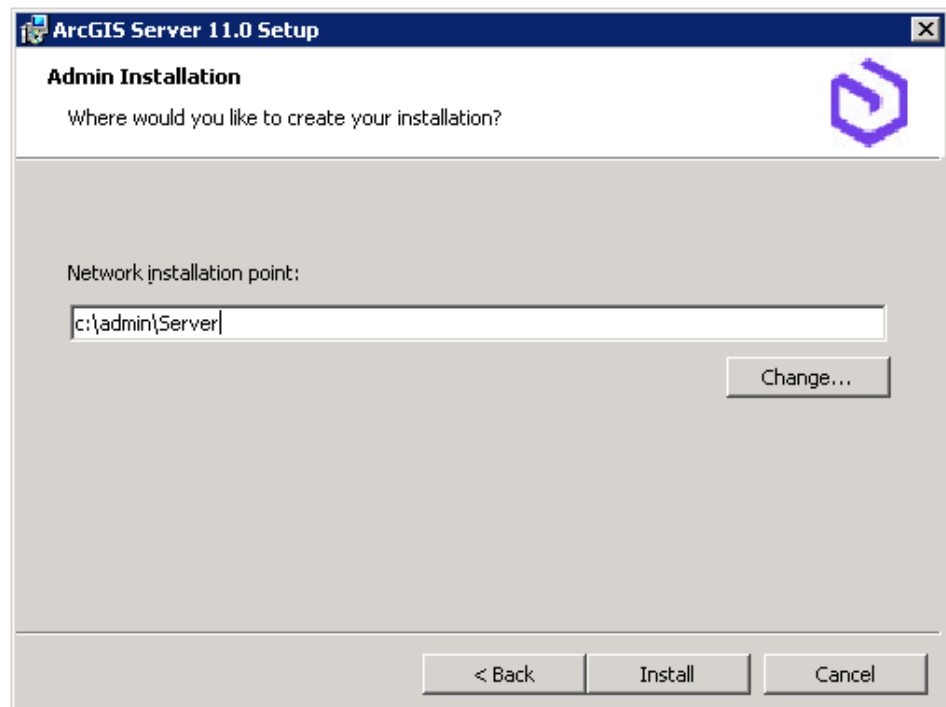 ArcGIS Server 11.0 Setup
Admin Installation
Where would you like to create your installation?
Network installation point:
c:\admin\Server
Change...
< Back
Install
Cancel